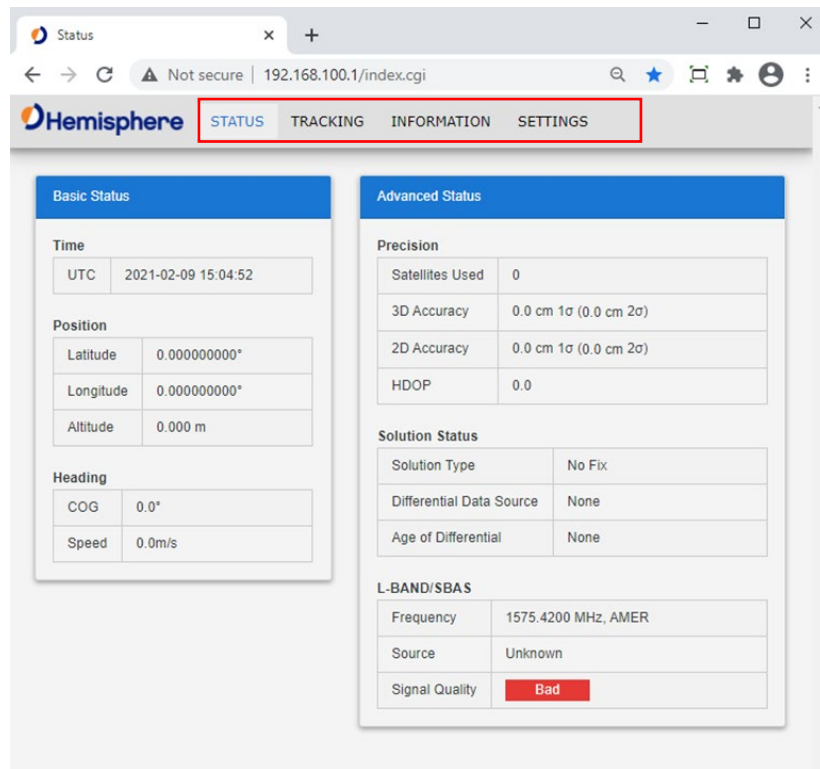 Status
Not secure | 192.168.100.1/index.cgi
Hemisphere STATUS TRACKING INFORMATION SETTINGS
Basic Status
Time
UTC 2021-02-09 15:04:52
Position
Latitude 0.000000000°
Longitude 0.000000000°
Altitude 0.000 m
Heading
COG 0.0°
Speed 0.0m/s
Advanced Status
Precision
Satellites Used 0
3D Accuracy 0.0 cm 1σ (0.0 cm 2σ)
2D Accuracy 0.0 cm 1σ (0.0 cm 2σ)
HDOP 0.0
Solution Status
Solution Type No Fix
Differential Data Source None
Age of Differential None
L-BAND/SBAS
Frequency 1575.4200 MHz, AMER
Source Unknown
Signal Quality Bad